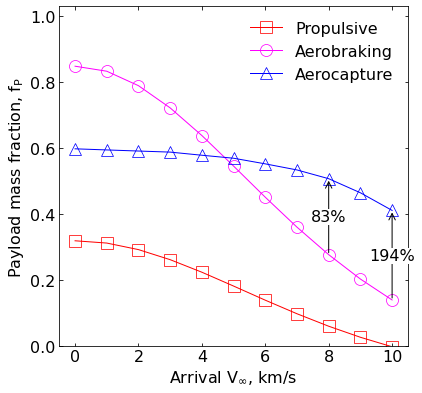 1.0
0.8
0.6
0.4
0.2
0.0
Payload mass fraction, fₚ
Propulsive
Aerobraking
Aerocapture
83%
194%
0 2 4 6 8 10
Arrival V∞, km/s